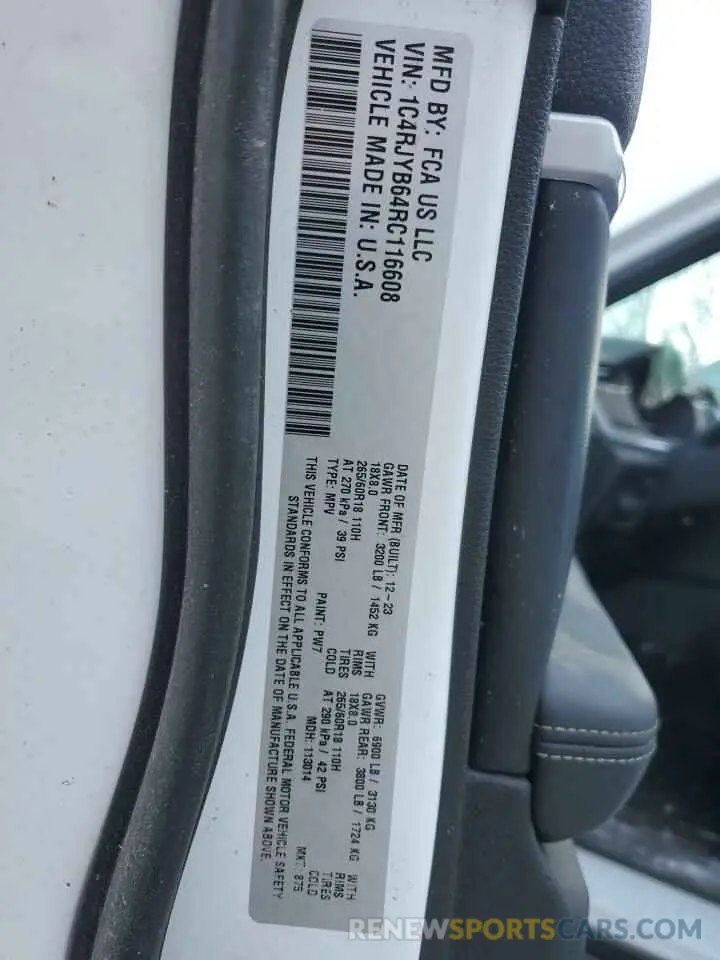 MFD BY: FCA US LLC
VIN: 1C4RJYB64RC116608
VEHICLE MADE IN: U.S.A.
DATE OF MFR (BUILT): 12-23 GVWR: 6900 LB / 3130 KG
GAWR FRONT: 3200 LB / 1452 KG WITH GAWR REAR: 3800 LB / 1724 KG WITH
18X8.0 RIMS 18X8.0 RIMS
265/60R18 110H TIRES 265/60R18 110H TIRES
AT 270 kPa / 39 PSI COLD AT 290 kPa / 42 PSI COLD
TYPE: MPV PAINT: PW7 MDH: 113014 MKT: 875
THIS VEHICLE CONFORMS TO ALL APPLICABLE U.S.A. FEDERAL MOTOR VEHICLE SAFETY
STANDARDS IN EFFECT ON THE DATE OF MANUFACTURE SHOWN ABOVE.
RENEWSPORTSCAR.COM